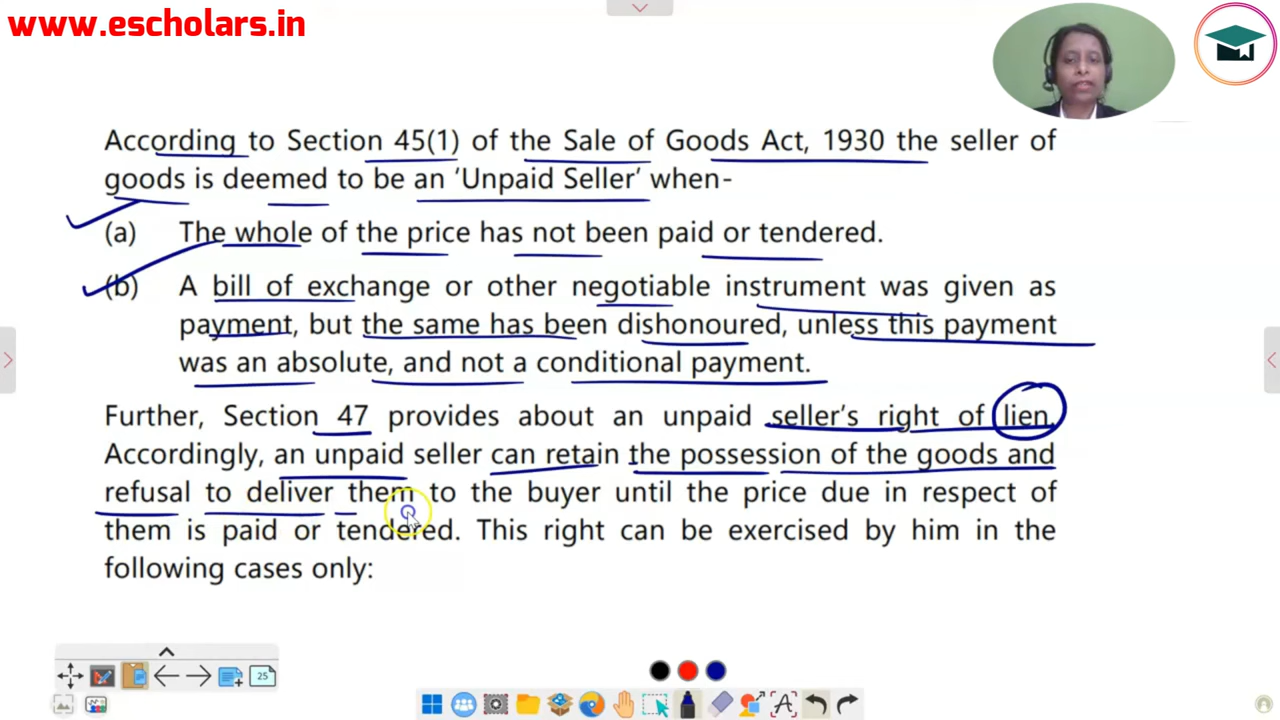 www.escholars.in
According to Section 45(1) of the Sale of Goods Act, 1930 the seller of
goods is deemed to be an ‘Unpaid Seller’ when-
(a) The whole of the price has not been paid or tendered.
(b) A bill of exchange or other negotiable instrument was given as
payment, but the same has been dishonoured, unless this payment
was an absolute, and not a conditional payment.
Further, Section 47 provides about an unpaid seller’s right of lien.
Accordingly, an unpaid seller can retain the possession of the goods and
refusal to deliver them to the buyer until the price due in respect of
them is paid or tendered. This right can be exercised by him in the
following cases only:
25